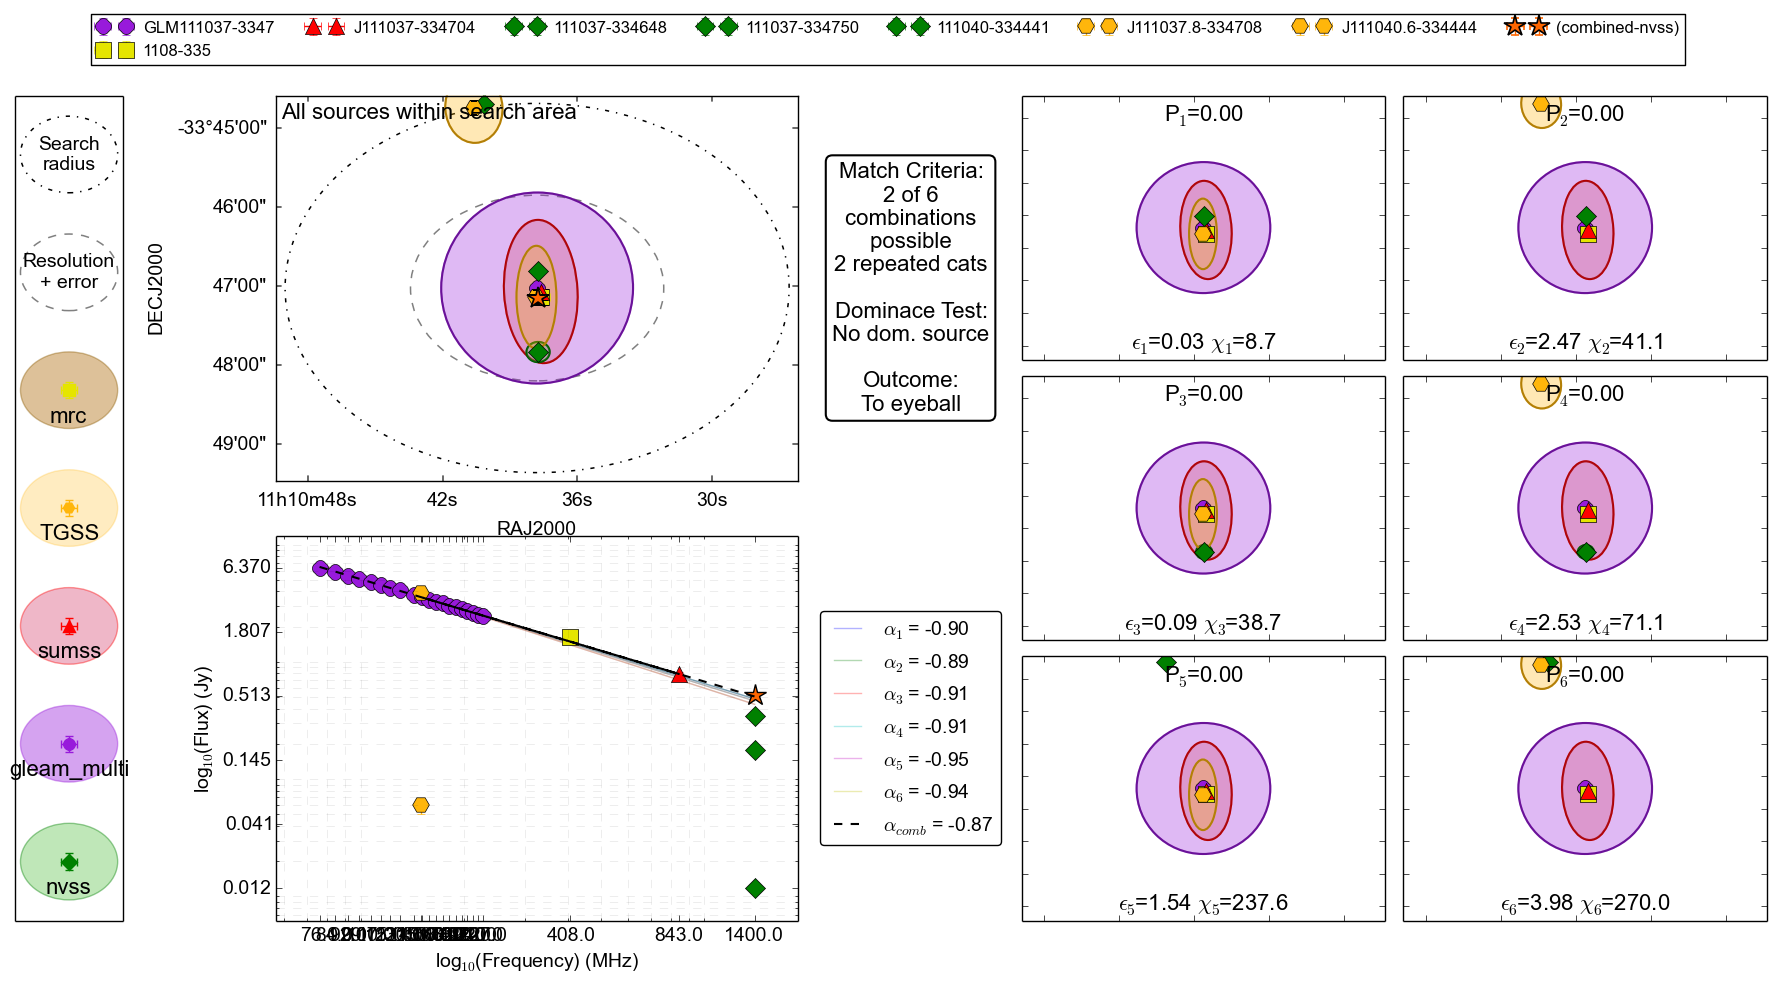 GLM111037-3347 J111037-334704 111037-334648 111037-334750 111040-334441 J111037.8-334708 J111040.6-334444 (combined-nvss)
1108-335
Search
radius
Resolution
+ error
mrc
TGSS
sumss
gleam_multi
nvss
All sources within search area
DECJ2000
-33°45'00"
46'00"
47'00"
48'00"
49'00"
11h10m48s 42s 36s 30s
RAJ2000
Match Criteria:
2 of 6
combinations
possible
2 repeated cats
Dominace Test:
No dom. source
Outcome:
To eyeball
log₁₀(Flux) (Jy)
6.370
1.807
0.513
0.145
0.041
0.012
408.0 843.0 1400.0
log₁₀(Frequency) (MHz)
α₁ = -0.90
α₂ = -0.89
α₃ = -0.91
α₄ = -0.91
α₅ = -0.95
α₆ = -0.94
α_comb = -0.87
P₁=0.00
ϵ₁=0.03 χ₁=8.7
P₂=0.00
ϵ₂=2.47 χ₂=41.1
P₃=0.00
ϵ₃=0.09 χ₃=38.7
P₄=0.00
ϵ₄=2.53 χ₄=71.1
P₅=0.00
ϵ₅=1.54 χ₅=237.6
P₆=0.00
ϵ₆=3.98 χ₆=270.0